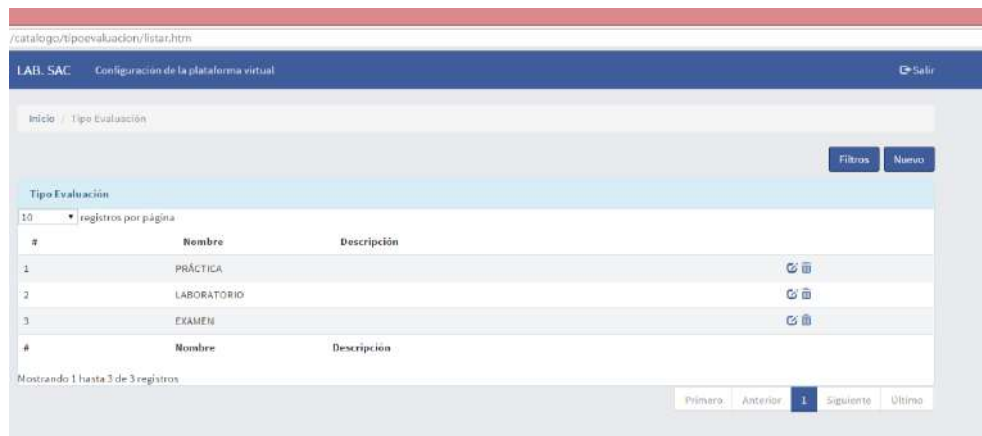 /catalogo/tipoevaluacion/listar.htm
LAB. SAC Configuración de la plataforma virtual Salir
Inicio / Tipo Evaluación
Filtros Nuevo
Tipo Evaluación
10 registros por página
# Nombre Descripción
1 PRÁCTICA
2 LABORATORIO
3 EXAMEN
# Nombre Descripción
Mostrando 1 hasta 3 de 3 registros
Primero Anterior 1 Siguiente Último